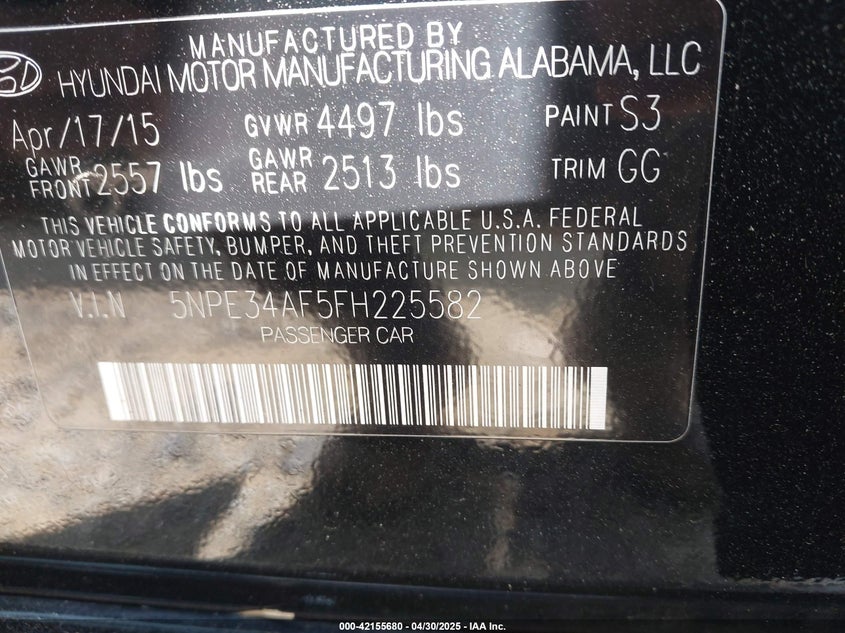 MANUFACTURED BY
HYUNDAI MOTOR MANUFACTURING ALABAMA, LLC
Apr/17/15 GVWR 4497 lbs PAINT S3
GAWR FRONT 2557 lbs GAWR REAR 2513 lbs TRIM GG
THIS VEHICLE CONFORMS TO ALL APPLICABLE U.S.A. FEDERAL
MOTOR VEHICLE SAFETY, BUMPER, AND THEFT PREVENTION STANDARDS
IN EFFECT ON THE DATE OF MANUFACTURE SHOWN ABOVE
V.I.N 5NPE34AF5FH225582
PASSENGER CAR
000-42155680 - 04/30/2025 - IAA Inc.